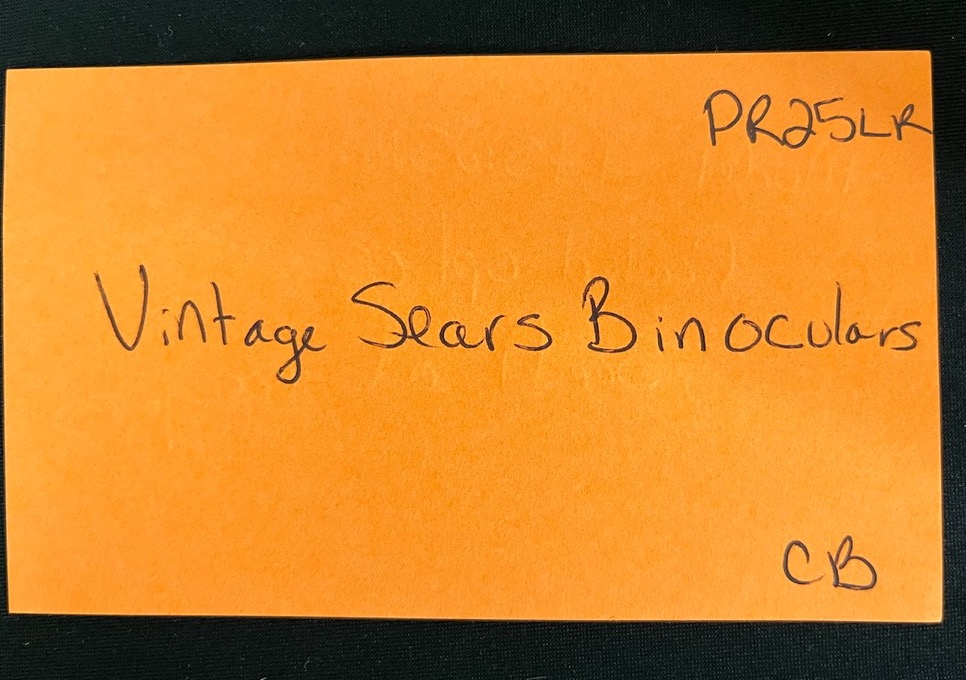 PR25LR
Vintage Sears Binoculars
CB